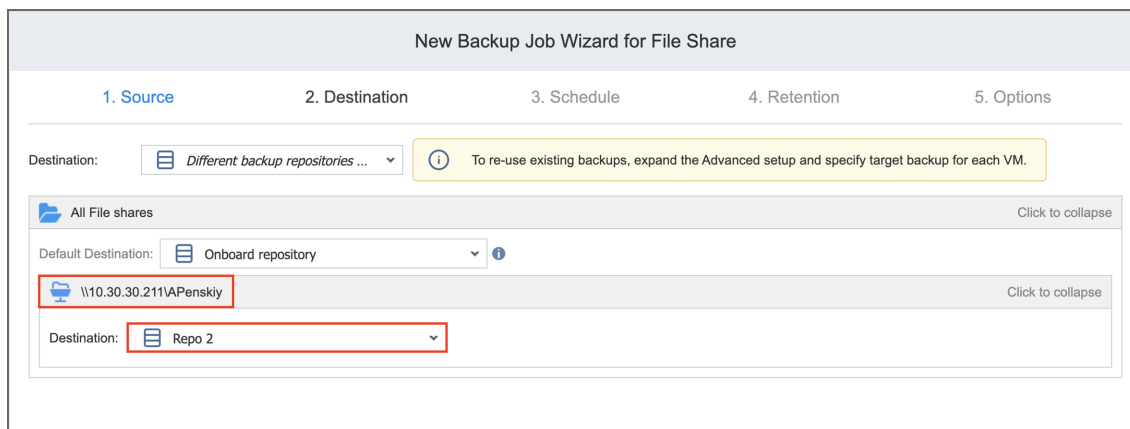 New Backup Job Wizard for File Share
1. Source 2. Destination 3. Schedule 4. Retention 5. Options
Destination: Different backup repositories ... To re-use existing backups, expand the Advanced setup and specify target backup for each VM.
All File shares Click to collapse
Default Destination: Onboard repository
\\10.30.30.211\APenskiy Click to collapse
Destination: Repo 2